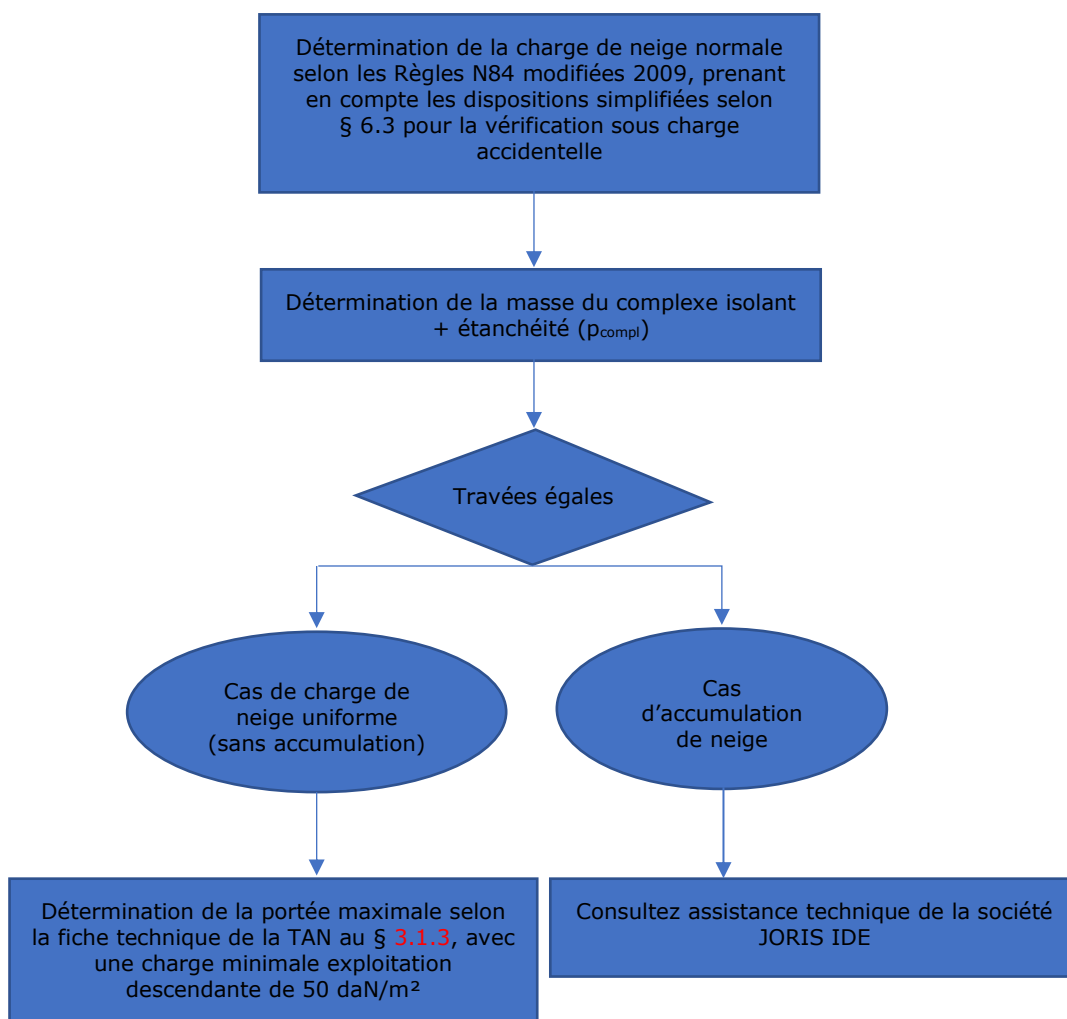 Détermination de la charge de neige normale
selon les Règles N84 modifiées 2009, prenant
en compte les dispositions simplifiées selon
§ 6.3 pour la vérification sous charge
accidentelle
Détermination de la masse du complexe isolant
+ étanchéité (pcompl)
Travées égales
Cas de charge de
neige uniforme
(sans accumulation)
Cas
d’accumulation
de neige
Détermination de la portée maximale selon
la fiche technique de la TAN au § 3.1.3, avec
une charge minimale exploitation
descendante de 50 daN/m²
Consultez assistance technique de la société
JORIS IDE